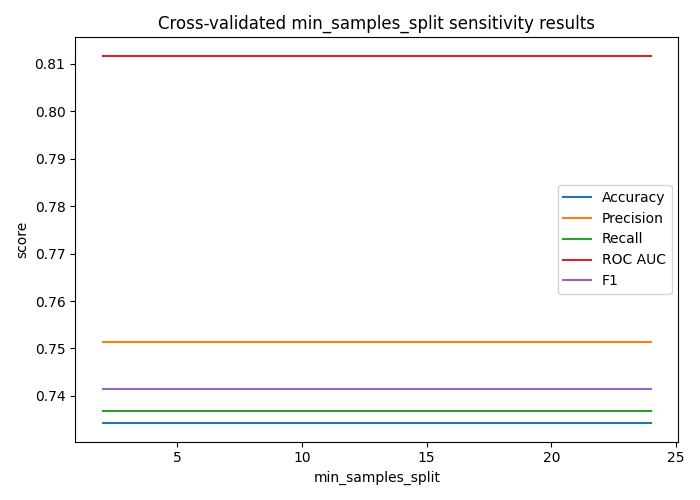 Cross-validated min_samples_split sensitivity results
score
0.81
0.80
0.79
0.78
0.77
0.76
0.75
0.74
Accuracy
Precision
Recall
ROC AUC
F1
5
10
15
20
25
min_samples_split